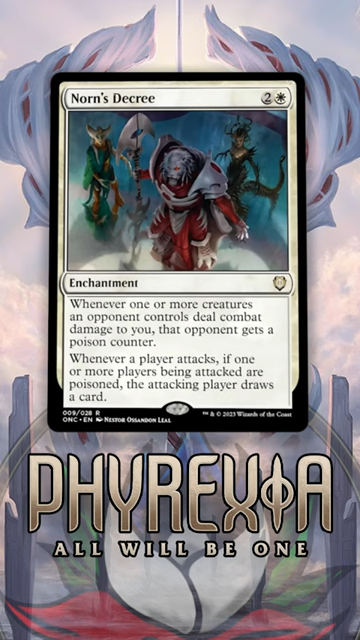 Norn's Decree 2
Enchantment
Whenever one or more creatures
an opponent controls deal combat
damage to you, that opponent gets a
poison counter.
Whenever a player attacks, if one
or more players being attacked are
poisoned, the attacking player draws
a card.
009/028 R
ONC • EN NESTOR OSSANDON LEAL
™ & © 2023 Wizards of the Coast
PHYREXIA
ALL WILL BE ONE